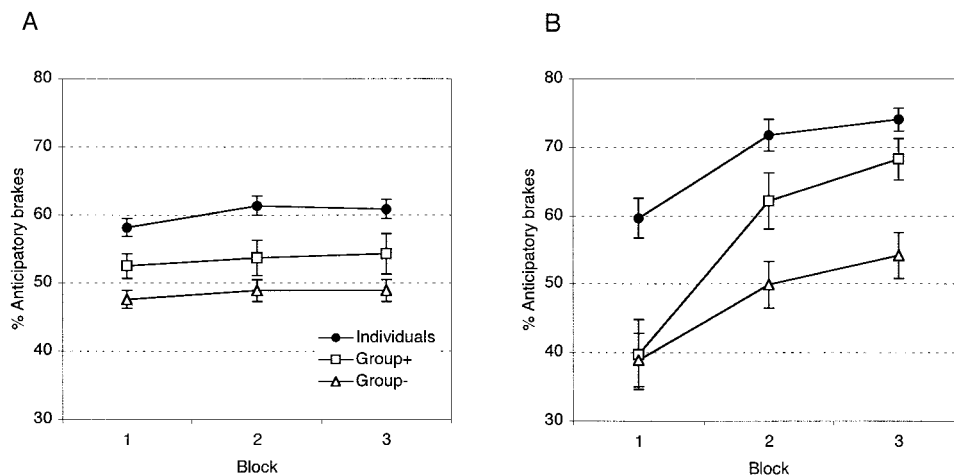 A
80
70
60
50
40
30
% Anticipatory brakes
Individuals
Group+
Group-
1 2 3
Block
B
80
70
60
50
40
30
% Anticipatory brakes
1 2 3
Block